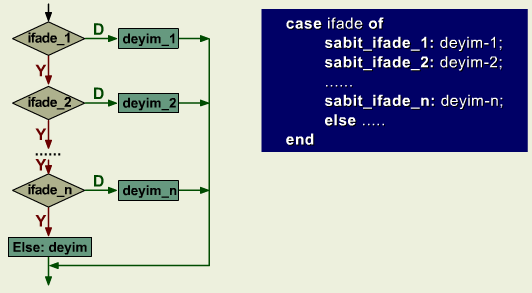 ifade_1
D
deyim_1
Y
ifade_2
D
deyim_2
Y
......
Y
ifade_n
D
deyim_n
Y
Else: deyim
case ifade of
sabit_ifade_1: deyim-1;
sabit_ifade_2: deyim-2;
......
sabit_ifade_n: deyim-n;
else .....
end